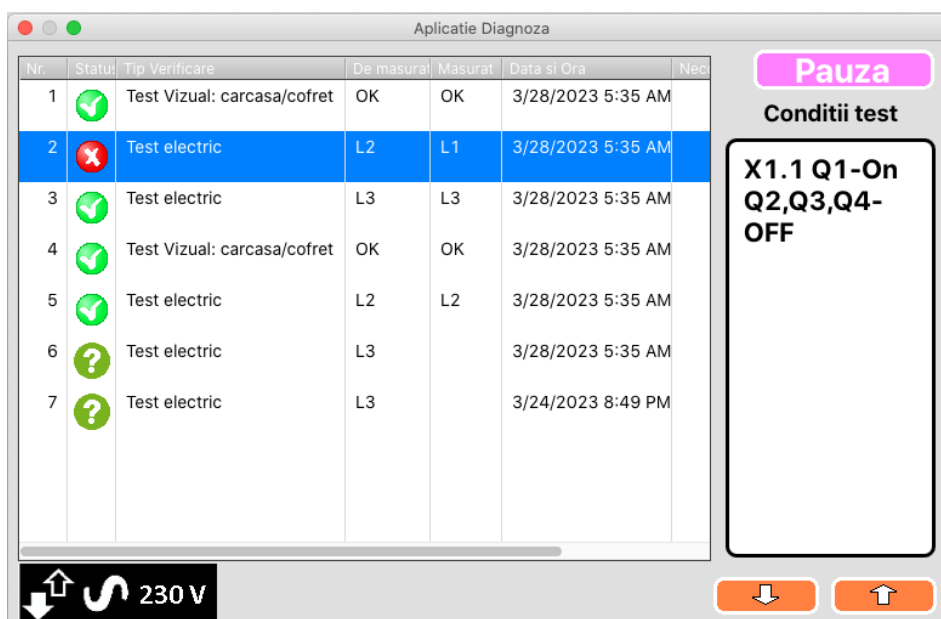 Aplicatie Diagnoza
Nr. Status Tip Verificare De masurat Masurat Data si Ora
1 Test Vizual: carcasa/cofret OK OK 3/28/2023 5:35 AM
2 Test electric L2 L1 3/28/2023 5:35 AM
3 Test electric L3 L3 3/28/2023 5:35 AM
4 Test Vizual: carcasa/cofret OK OK 3/28/2023 5:35 AM
5 Test electric L2 L2 3/28/2023 5:35 AM
6 Test electric L3 3/28/2023 5:35 AM
7 Test electric L3 3/24/2023 8:49 PM
Pauza
Conditii test
X1.1 Q1-On
Q2,Q3,Q4-
OFF
230 V